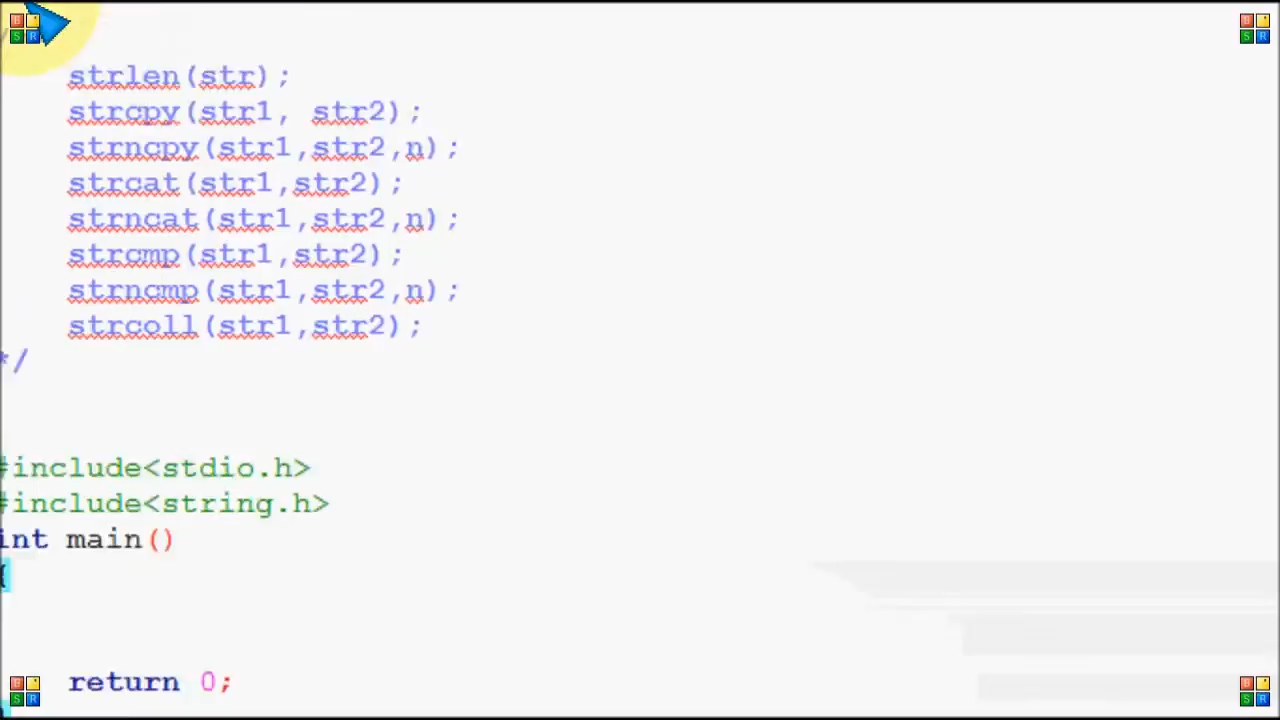 strlen(str);
strcpy(str1, str2);
strncpy(str1,str2,n);
strcat(str1,str2);
strncat(str1,str2,n);
strcmp(str1,str2);
strncmp(str1,str2,n);
strcoll(str1,str2);
*/
#include<stdio.h>
#include<string.h>
int main()
{
return 0;